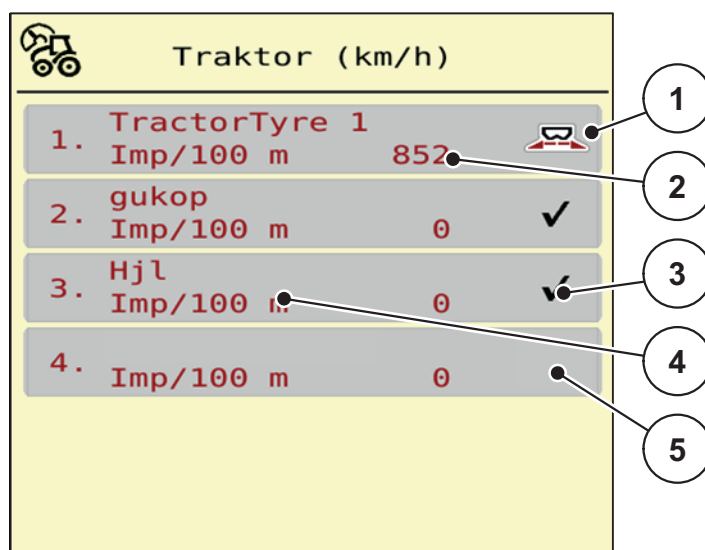 Traktor (km/h)
1. TractorTyre 1
Imp/100 m 852
2. gukop
Imp/100 m 0
3. Hjl
Imp/100 m 0
4.
Imp/100 m 0
1
2
3
4
5